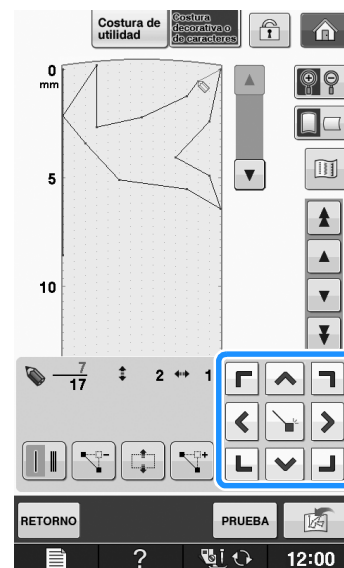 Costura de
utilidad
Costura
decorativa o
de caracteres
0
mm
5
10
7
17
2
1
RETORNO
PRUEBA
?
12:00